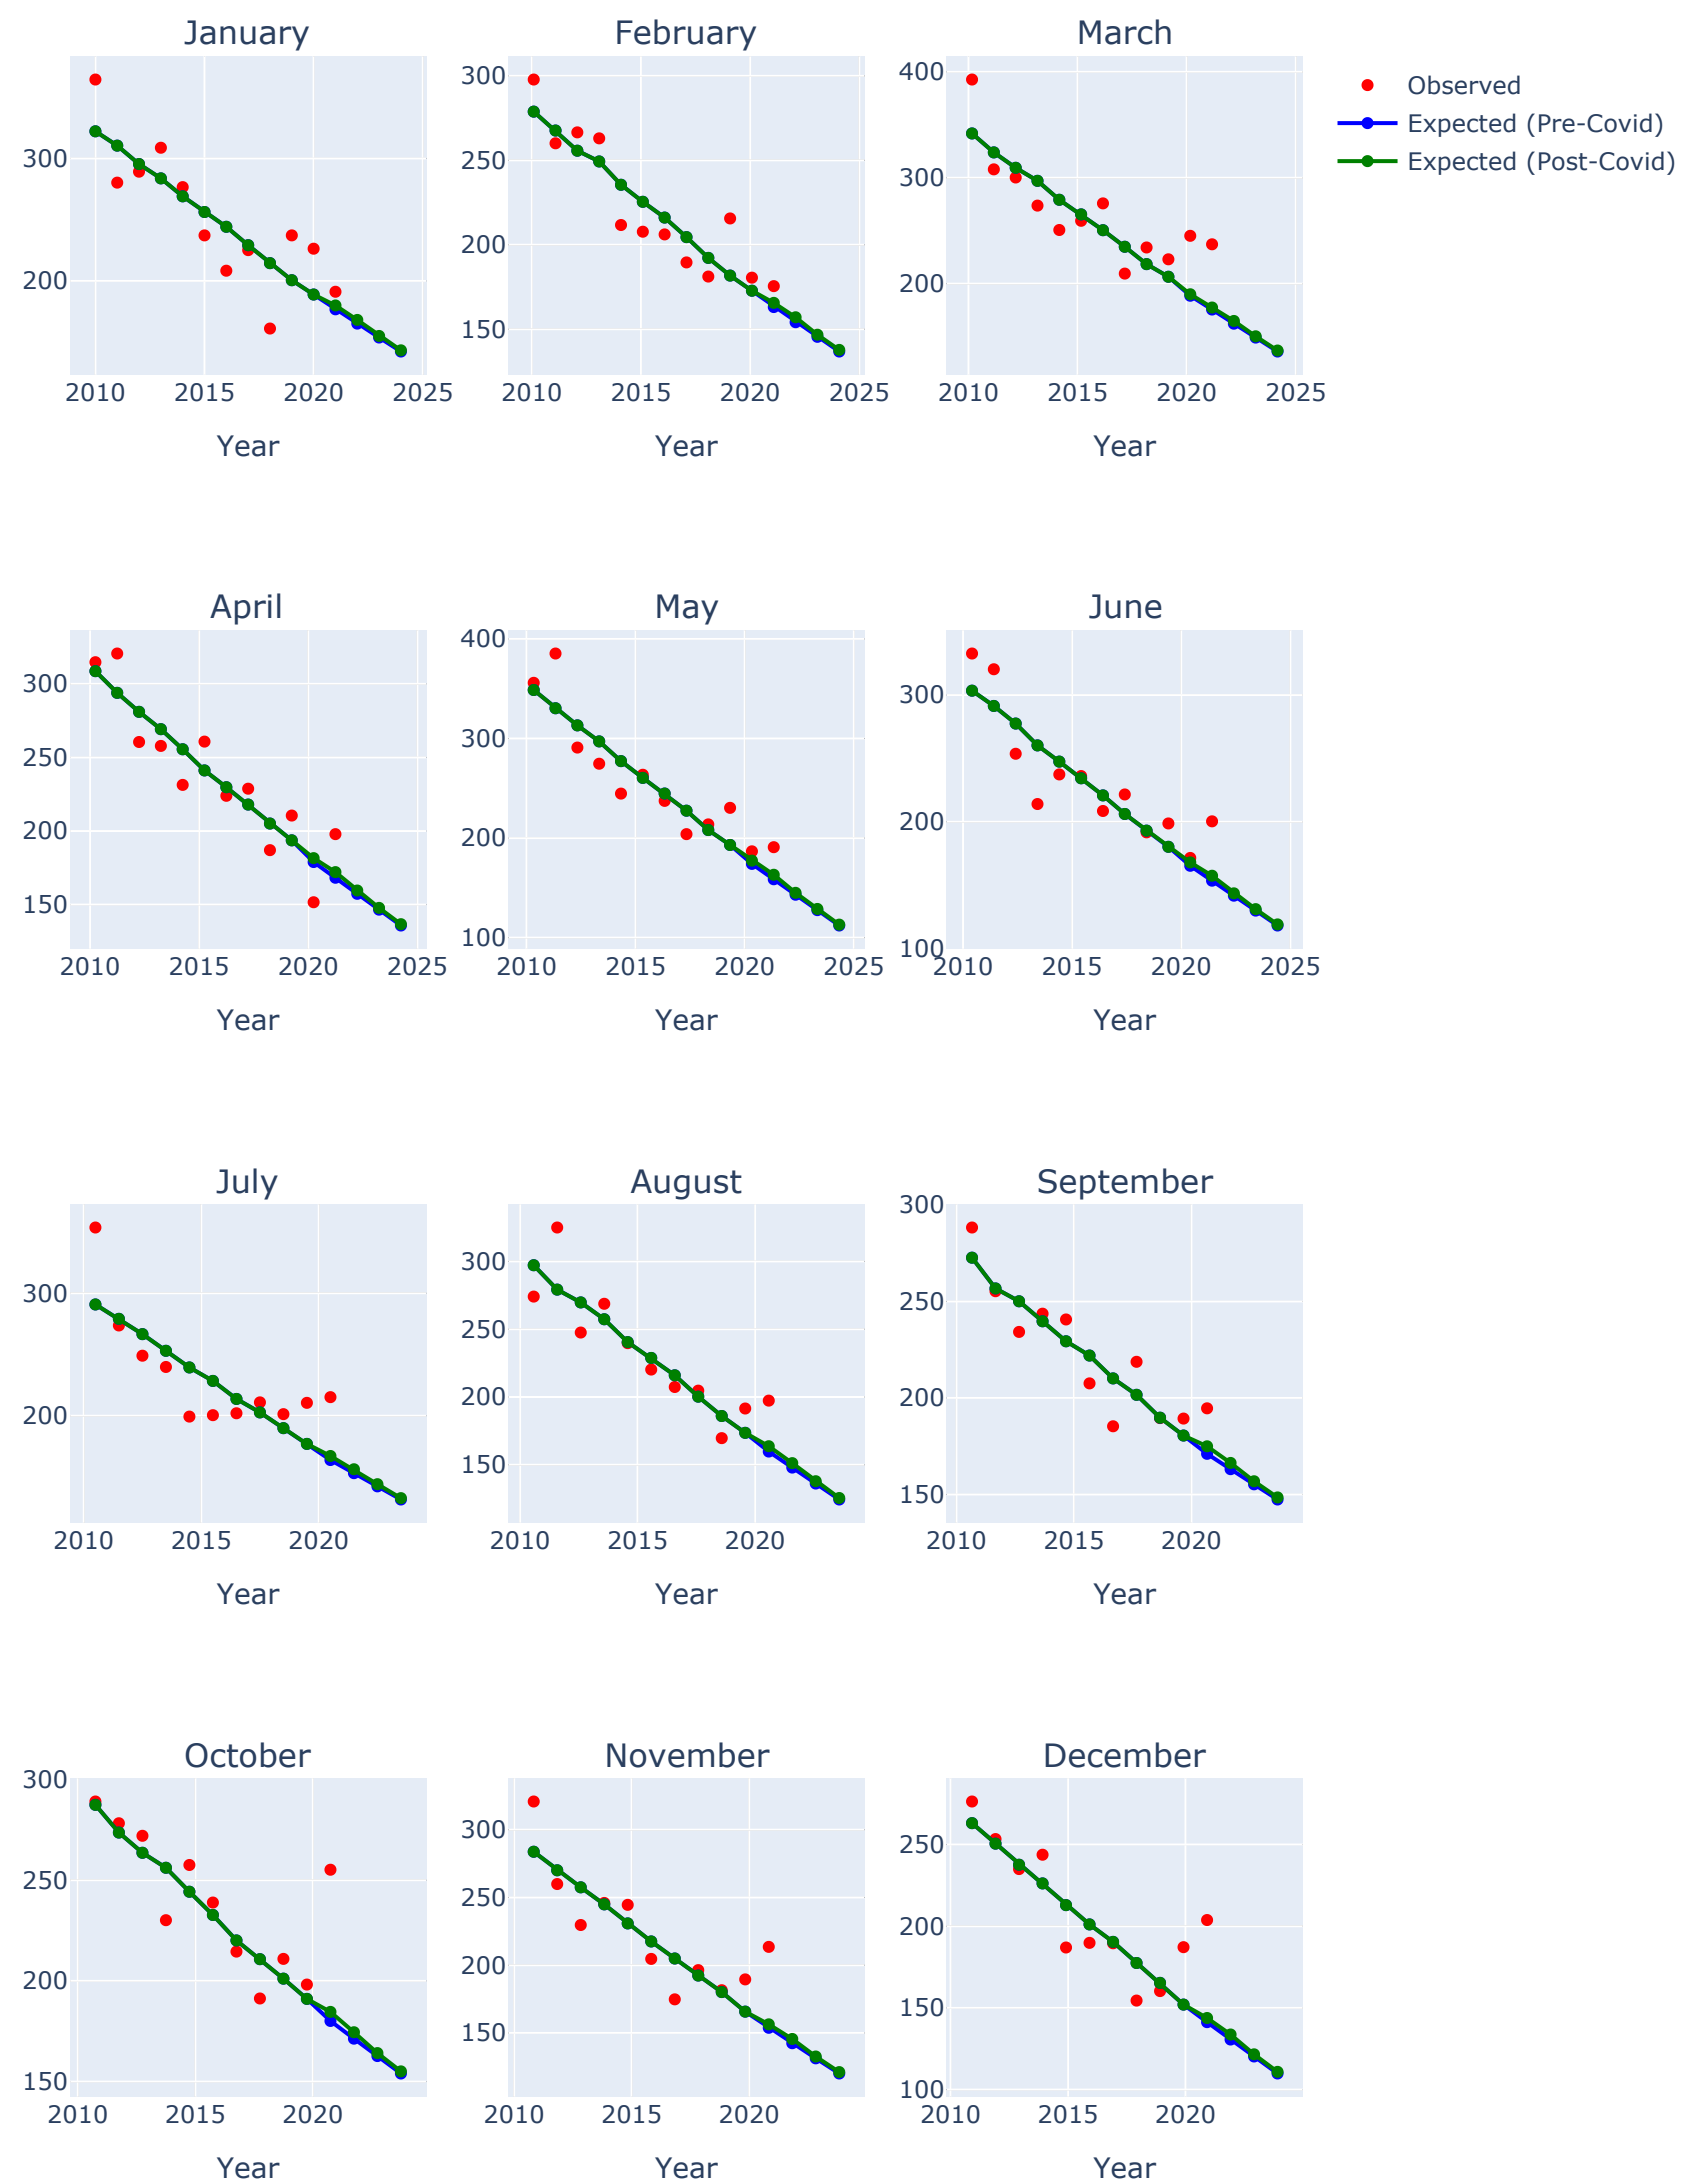 January February March
Observed
Expected (Pre-Covid)
Expected (Post-Covid)
300
200
2010 2015 2020 2025
Year
300
250
200
150
2010 2015 2020 2025
Year
400
300
200
2010 2015 2020 2025
Year
April May June
300
250
200
150
2010 2015 2020 2025
Year
400
300
200
100
2010 2015 2020 2025
Year
300
200
100
2010 2015 2020 2025
Year
July August September
300
200
2010 2015 2020
Year
300
250
200
150
2010 2015 2020
Year
300
250
200
150
2010 2015 2020
Year
October November December
300
250
200
150
2010 2015 2020
Year
300
250
200
150
2010 2015 2020
Year
250
200
150
100
2010 2015 2020
Year